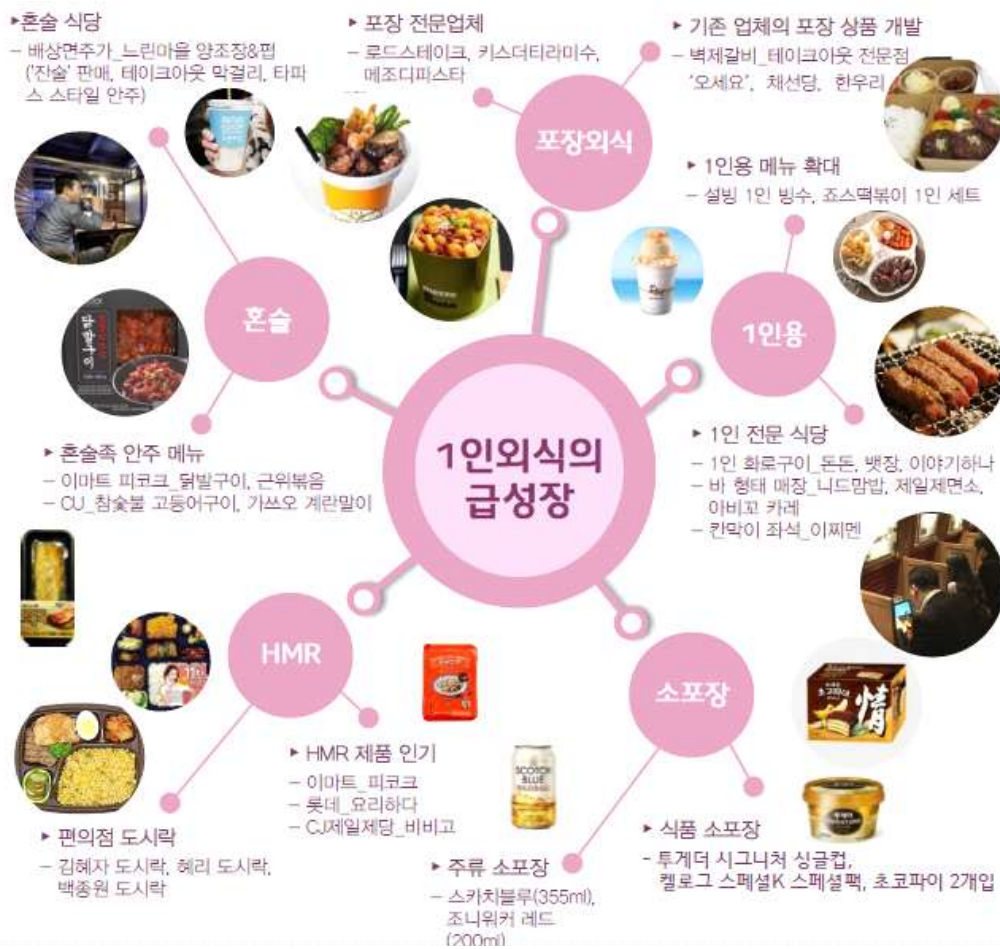 ▸혼술 식당
– 배상면주가_느린마을 양조장&펍
('잔술' 판매, 테이크아웃 막걸리, 타파
스 스타일 안주)
▸ 포장 전문업체
– 로드스테이크, 키스더티라미수,
메조디파스타
▸ 기존 업체의 포장 상품 개발
– 벽제갈비_테이크아웃 전문점
'오세요', 채선당, 한우리
포장외식
▸ 1인용 메뉴 확대
– 설빙 1인 빙수, 죠스떡볶이 1인 세트
혼술
1인용
닭발구이
▸ 혼술족 안주 메뉴
– 이마트 피코크_닭발구이, 근위볶음
– CU_참숯불 고등어구이, 가쓰오 계란말이
1인외식의
급성장
▸ 1인 전문 식당
– 1인 화로구이_돈돈, 뱃장, 이야기하나
– 바 형태 매장_니드맘밥, 제일제면소,
아비꼬 카레
– 칸막이 좌석_이찌멘
HMR
소포장
초코파이
情
▸ HMR 제품 인기
– 이마트_피코크
– 롯데_요리하다
– CJ제일제당_비비고
SCOTCH
BLUE
▸ 편의점 도시락
– 김혜자 도시락, 혜리 도시락,
백종원 도시락
▸ 주류 소포장
– 스카치블루(355ml),
조니워커 레드
(200ml)
▸ 식품 소포장
- 투게더 시그니처 싱글컵,
켈로그 스페셜K 스페셜팩, 초코파이 2개입